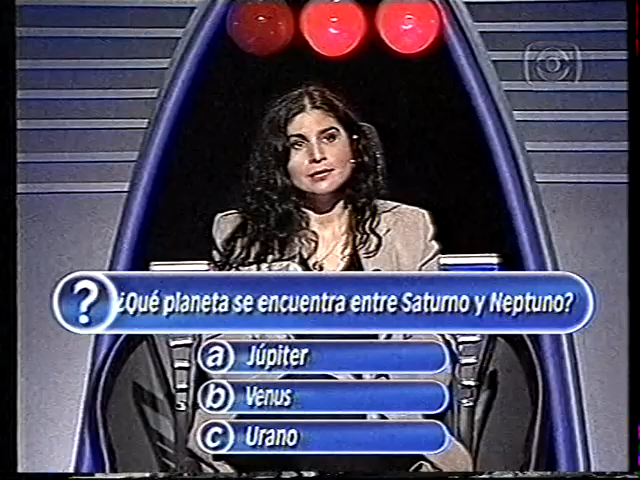 ? ¿Qué planeta se encuentra entre Saturno y Neptuno?
a Júpiter
b Venus
c Urano